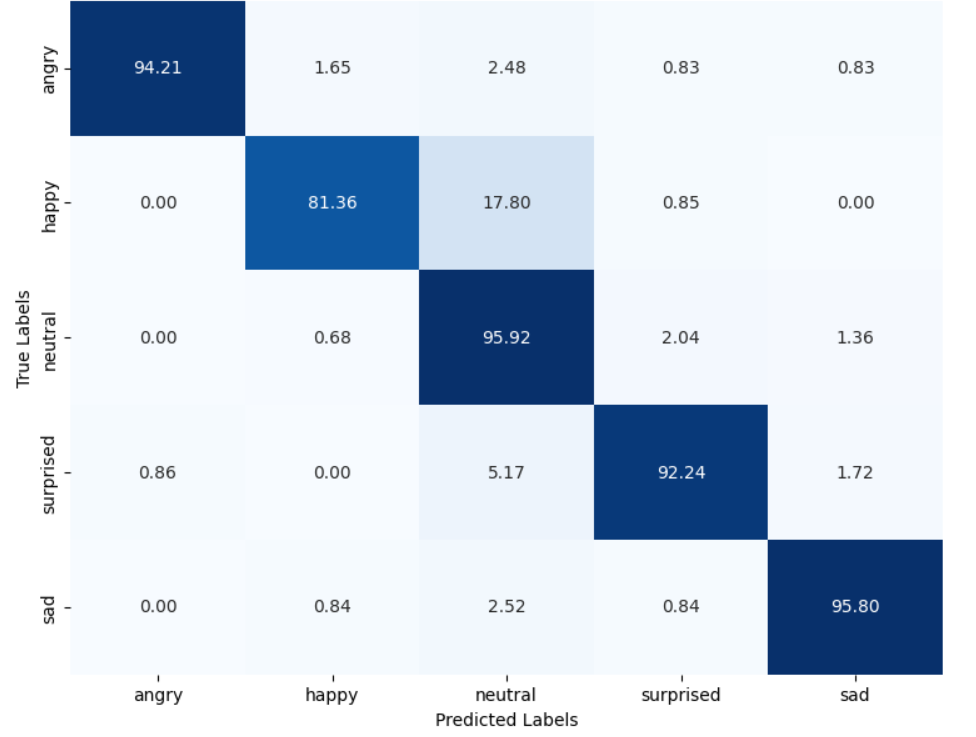 angry 94.21 1.65 2.48 0.83 0.83
happy 0.00 81.36 17.80 0.85 0.00
True Labels
neutral 0.00 0.68 95.92 2.04 1.36
surprised 0.86 0.00 5.17 92.24 1.72
sad 0.00 0.84 2.52 0.84 95.80
angry happy neutral surprised sad
Predicted Labels